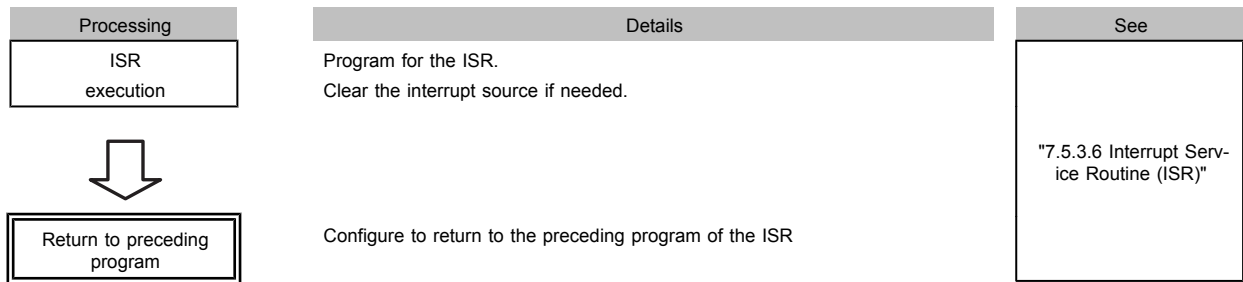 Processing
Details
See
ISR
execution
Program for the ISR.
Clear the interrupt source if needed.
"7.5.3.6 Interrupt Serv-
ice Routine (ISR)"
Return to preceding
program
Configure to return to the preceding program of the ISR